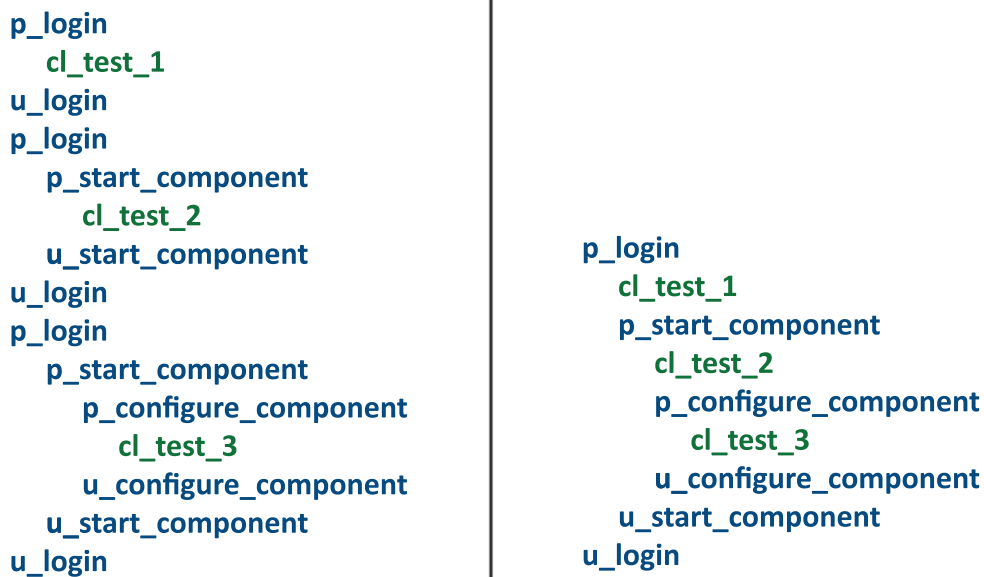 p_login
cl_test_1
u_login
p_login
p_start_component
cl_test_2
u_start_component
u_login
p_login
p_start_component
p_configure_component
cl_test_3
u_configure_component
u_start_component
u_login
p_login
cl_test_1
p_start_component
cl_test_2
p_configure_component
cl_test_3
u_configure_component
u_start_component
u_login